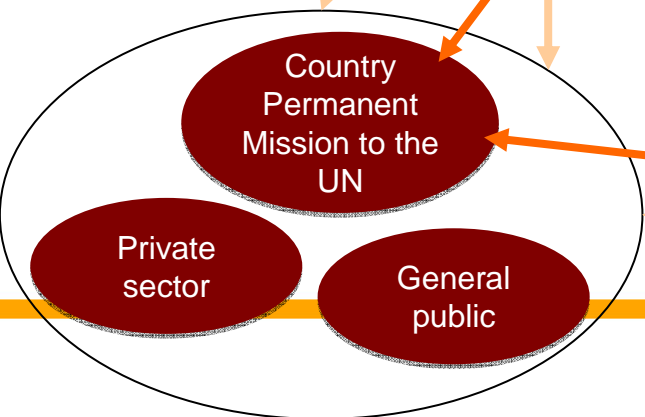 Country
Permanent
Mission to the
UN
Private
sector
General
public